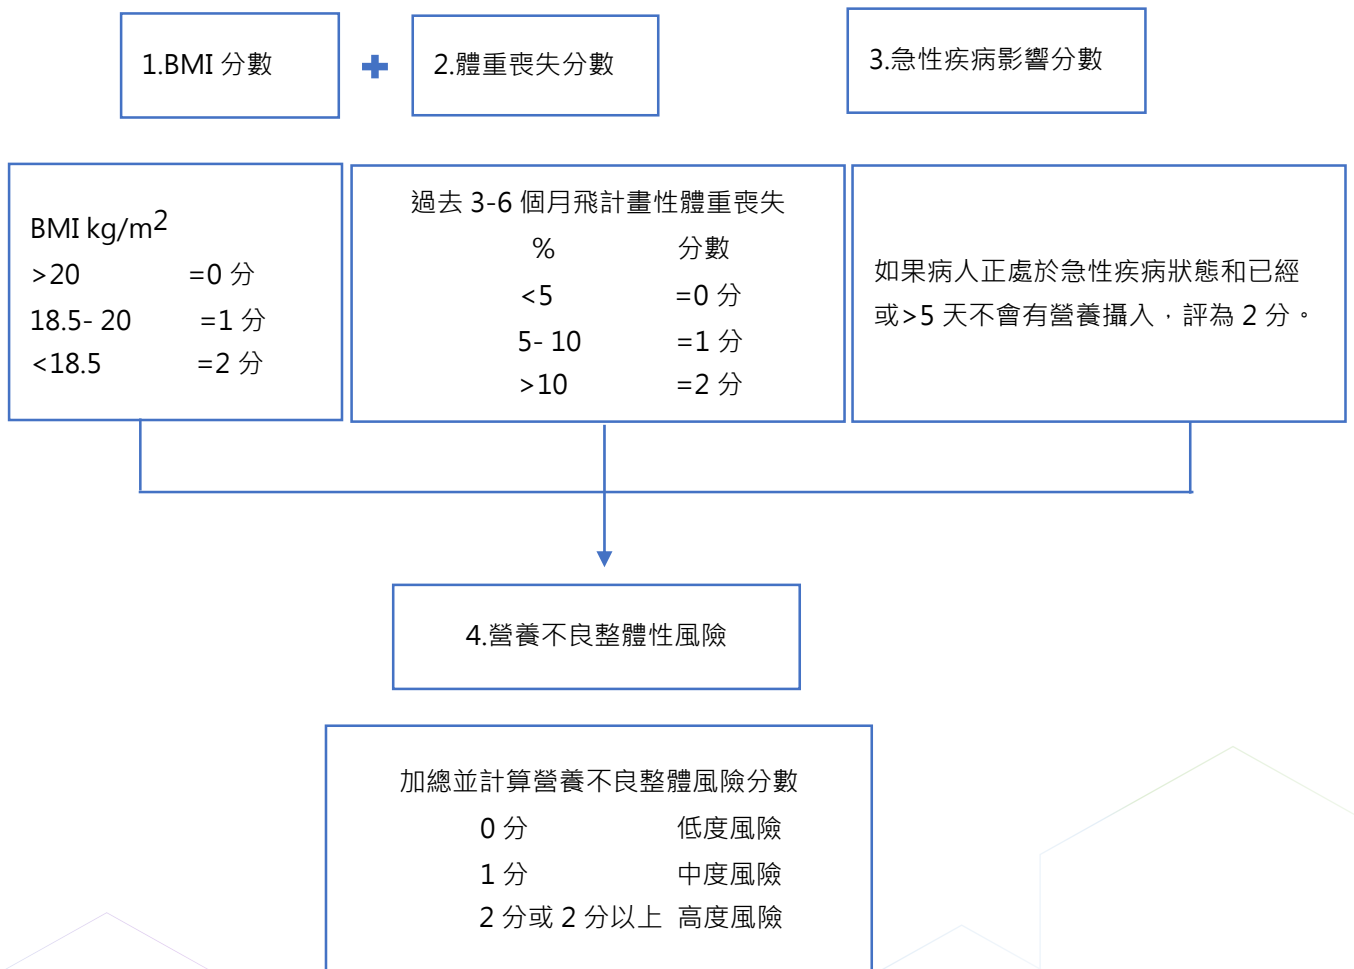 1.BMI 分數
2.體重喪失分數
3.急性疾病影響分數
BMI kg/m2
>20 =0 分
18.5- 20 =1 分
<18.5 =2 分
過去 3-6 個月飛計畫性體重喪失
% 分數
<5 =0 分
5- 10 =1 分
>10 =2 分
如果病人正處於急性疾病狀態和已經
或>5 天不會有營養攝入，評為 2 分。
4.營養不良整體性風險
加總並計算營養不良整體風險分數
0 分 低度風險
1 分 中度風險
2 分或 2 分以上 高度風險